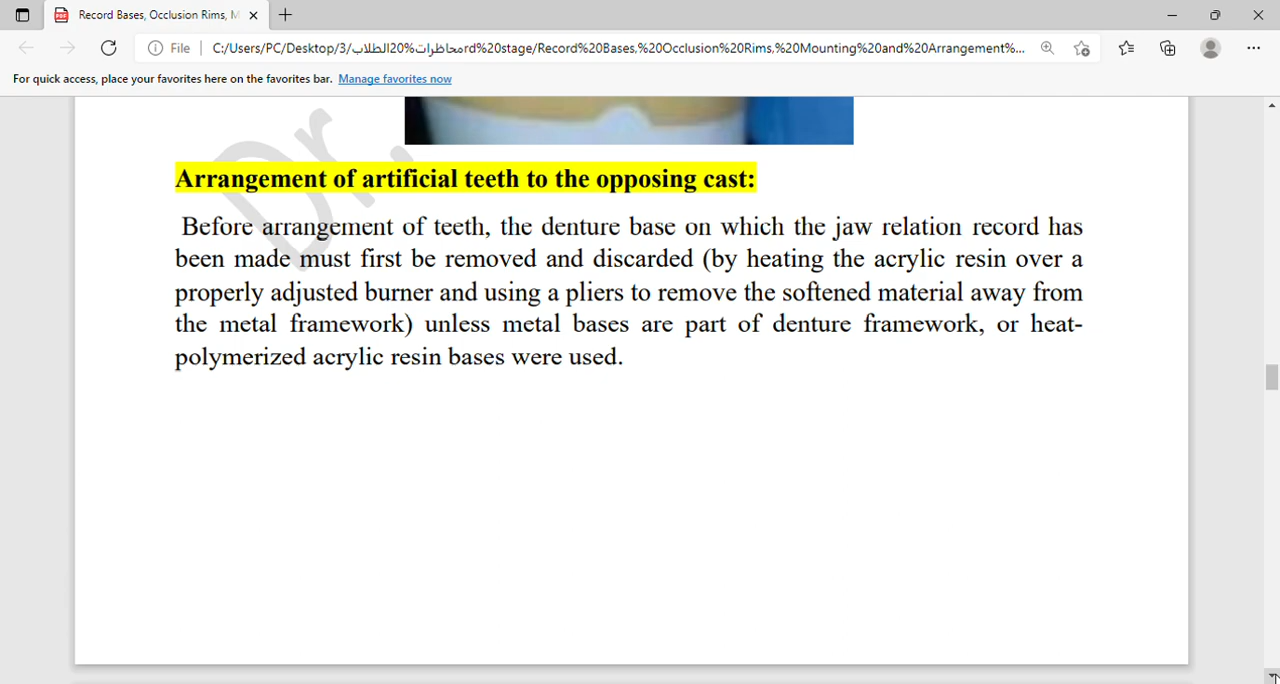 Record Bases, Occlusion Rims, M
File
C:/Users/PC/Desktop/3/محاظرات%20الطلاب/rd%20stage/Record%20Bases,%20Occlusion%20Rims,%20Mounting%20and%20Arrangement%...
For quick access, place your favorites here on the favorites bar. Manage favorites now
Dr.
Arrangement of artificial teeth to the opposing cast:
Before arrangement of teeth, the denture base on which the jaw relation record has
been made must first be removed and discarded (by heating the acrylic resin over a
properly adjusted burner and using a pliers to remove the softened material away from
the metal framework) unless metal bases are part of denture framework, or heat-
polymerized acrylic resin bases were used.